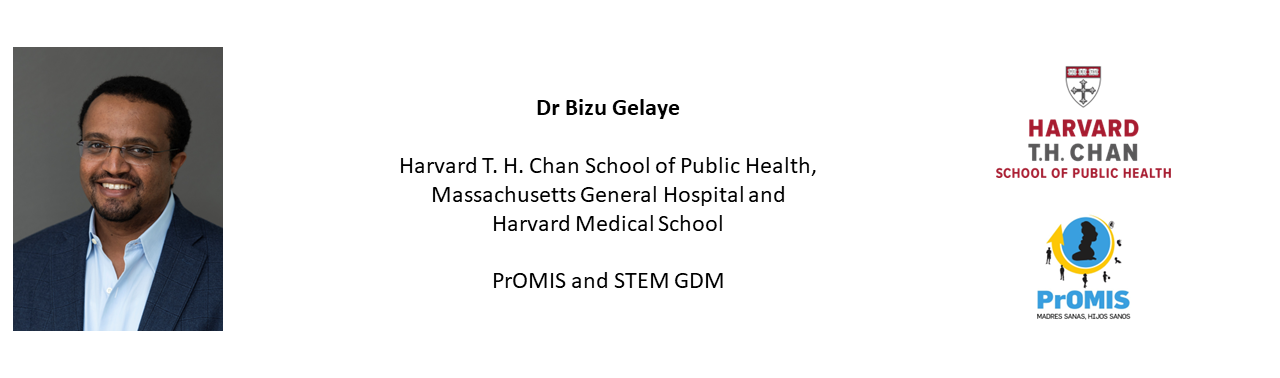 Dr Bizu Gelaye
Harvard T. H. Chan School of Public Health,
Massachusetts General Hospital and
Harvard Medical School
PrOMIS and STEM GDM
HARVARD
T.H. CHAN
SCHOOL OF PUBLIC HEALTH
PrOMIS
MADRES SANAS, HIJOS SANOS